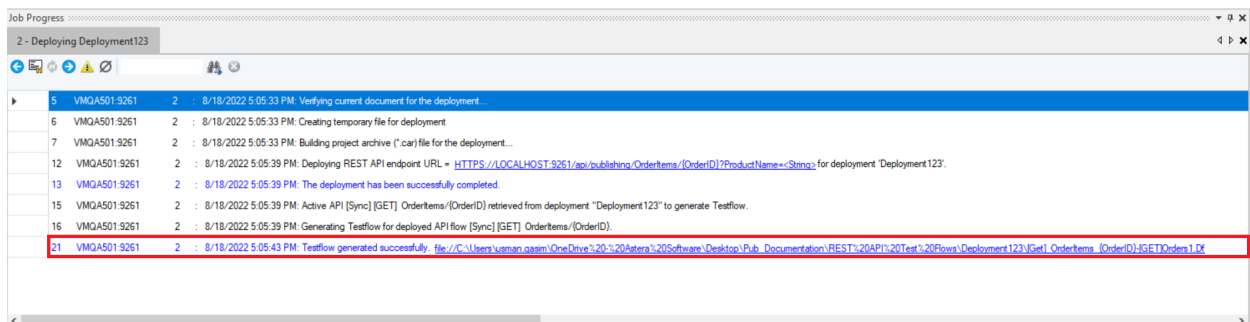 Job Progress
2 - Deploying Deployment123
5 VMQA501:9261 2 : 8/18/2022 5:05:33 PM: Verifying current document for the deployment...
6 VMQA501:9261 2 : 8/18/2022 5:05:33 PM: Creating temporary file for deployment
7 VMQA501:9261 2 : 8/18/2022 5:05:33 PM: Building project archive (*.car) file for the deployment...
12 VMQA501:9261 2 : 8/18/2022 5:05:39 PM: Deploying REST API endpoint URL = HTTPS://LOCALHOST:9261/api/publishing/OrderItems/{OrderID}?ProductName=<String> for deployment 'Deployment123'.
13 VMQA501:9261 2 : 8/18/2022 5:05:39 PM: The deployment has been successfully completed.
15 VMQA501:9261 2 : 8/18/2022 5:05:39 PM: Active API [Sync] [GET] OrderItems/{OrderID} retrieved from deployment "Deployment123" to generate Testflow.
16 VMQA501:9261 2 : 8/18/2022 5:05:39 PM: Generating Testflow for deployed API flow [Sync] [GET] OrderItems/{OrderID}.
21 VMQA501:9261 2 : 8/18/2022 5:05:43 PM: Testflow generated successfully. file://C:\Users\usman.qasim\OneDrive%20-%20Astera%20Software\Desktop\Pub_Documentation\REST%20API%20Test%20Flows\Deployment123\[Get]_OrderItems_{OrderID}-[GET]Orders1.Df